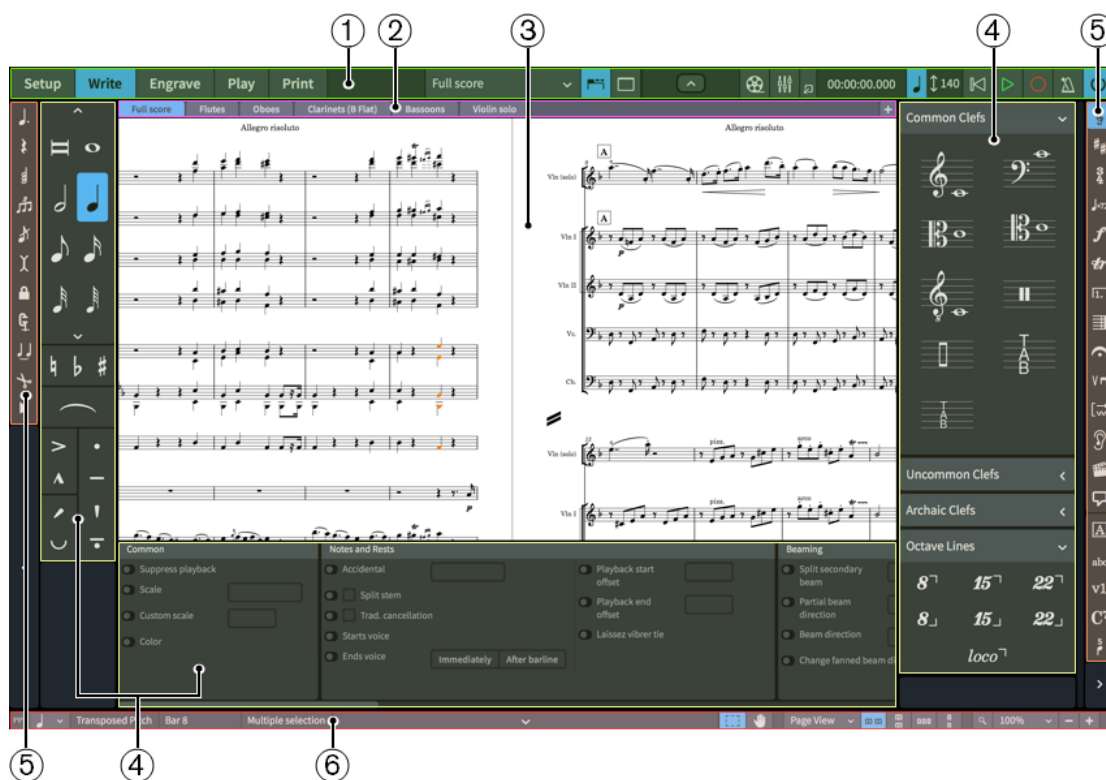 1 2 3 5
Setup Write Engrave Play Print Full score 00:00:00.000 140
Full score Flutes Oboes Clarinets (B Flat) Bassoons Violin solo +
Common Clefs 4
Allegro risoluto Allegro risoluto
A
Vln (solo)
A
Vln I
p
Vln II
p
Vc.
Cb.
T
A
B
T
A
B
Uncommon Clefs
pizz. arco
Vln (solo)
Archaic Clefs
p
pizz. arco
Vln I
Octave Lines
8 15 22
8 15 22
loco
Common Notes and Rests Beaming
Suppress playback Accidental Playback start offset Split secondary beam
Scale Split stem Playback end offset Partial beam direction
Custom scale Trad. cancellation Laissez vibrer tie Beam direction
Color Starts voice Change fanned beam di
Ends voice Immediately After barline
Transposed Pitch Bar 8 Multiple selection Page View 100%
5 4 6